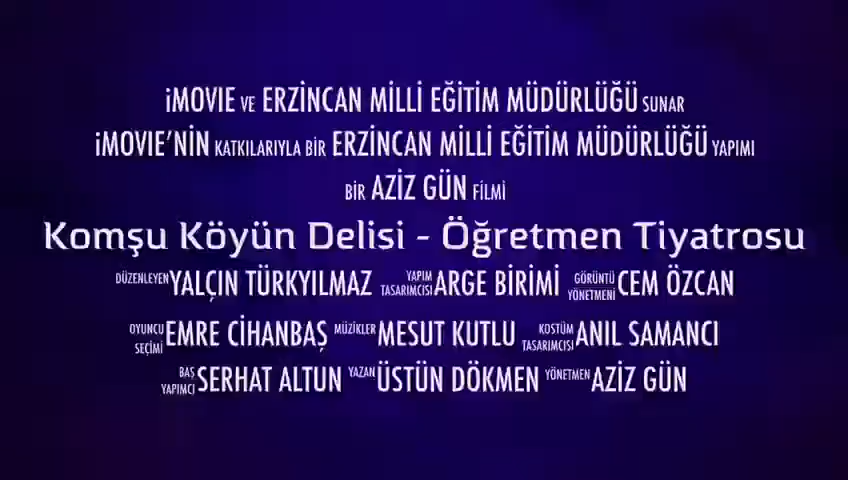 iMOVIE VE ERZİNCAN MİLLİ EĞİTİM MÜDÜRLÜĞÜ SUNAR
iMOVIE'NİN KATKILARIYLA BİR ERZİNCAN MİLLİ EĞİTİM MÜDÜRLÜĞÜ YAPIMI
BİR AZİZ GÜN FİLMİ
Komşu Köyün Delisi - Öğretmen Tiyatrosu
DÜZENLEYEN YALÇIN TÜRKYILMAZ YAPIM TASARIMCISI ARGE BİRİMİ GÖRÜNTÜ YÖNETMENİ CEM ÖZCAN
OYUNCU SEÇİMİ EMRE CİHANBAŞ MÜZİKLER MESUT KUTLU KOSTÜM TASARIMCISI ANIL SAMANCI
BAŞ YAPIMCI SERHAT ALTUN YAZAN ÜSTÜN DÖKMEN YÖNETMEN AZİZ GÜN